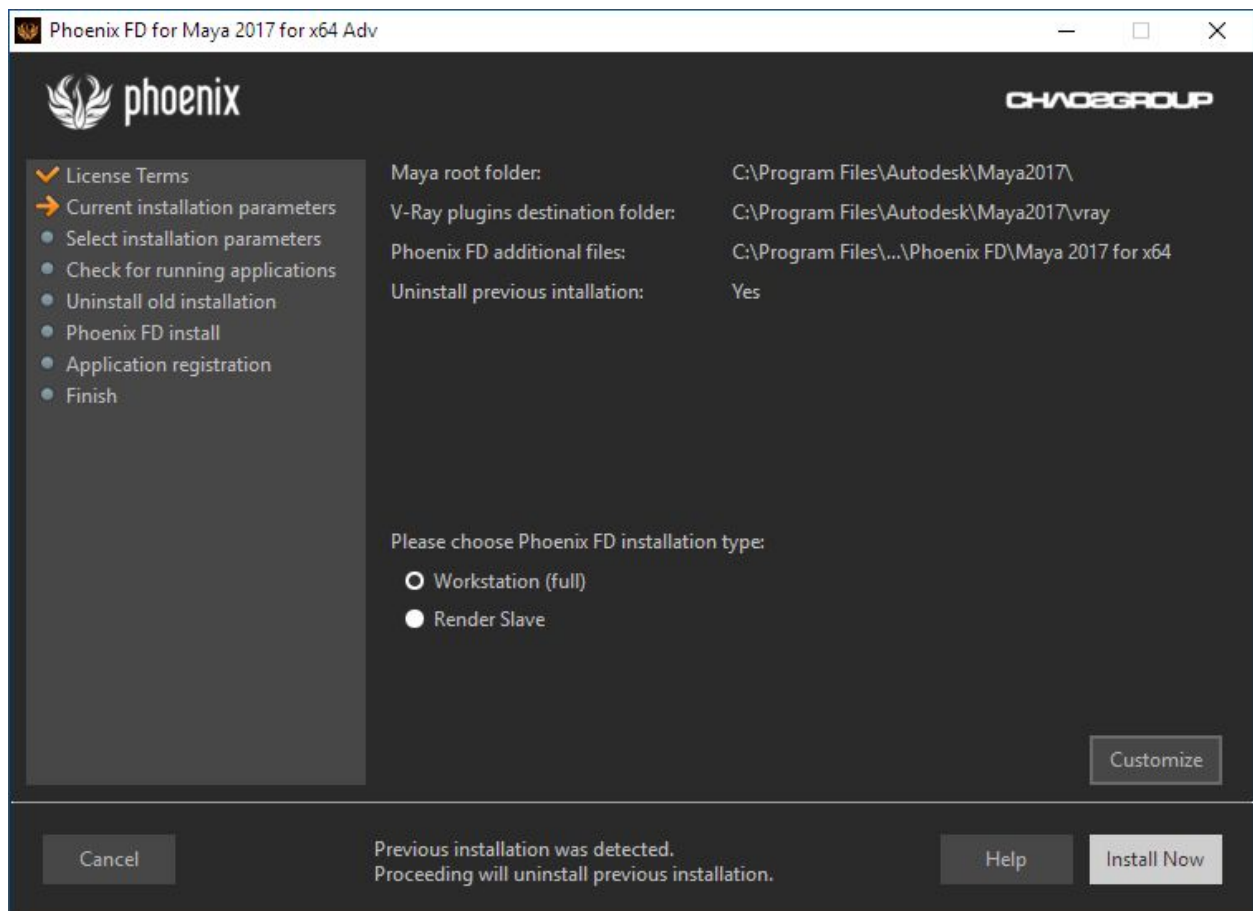 Phoenix FD for Maya 2017 for x64 Adv
phoenix
CHAOSGROUP
License Terms
Current installation parameters
Select installation parameters
Check for running applications
Uninstall old installation
Phoenix FD install
Application registration
Finish
Maya root folder: C:\Program Files\Autodesk\Maya2017\
V-Ray plugins destination folder: C:\Program Files\Autodesk\Maya2017\vray
Phoenix FD additional files: C:\Program Files\...\Phoenix FD\Maya 2017 for x64
Uninstall previous intallation: Yes
Please choose Phoenix FD installation type:
Workstation (full)
Render Slave
Customize
Cancel
Previous installation was detected.
Proceeding will uninstall previous installation.
Help
Install Now